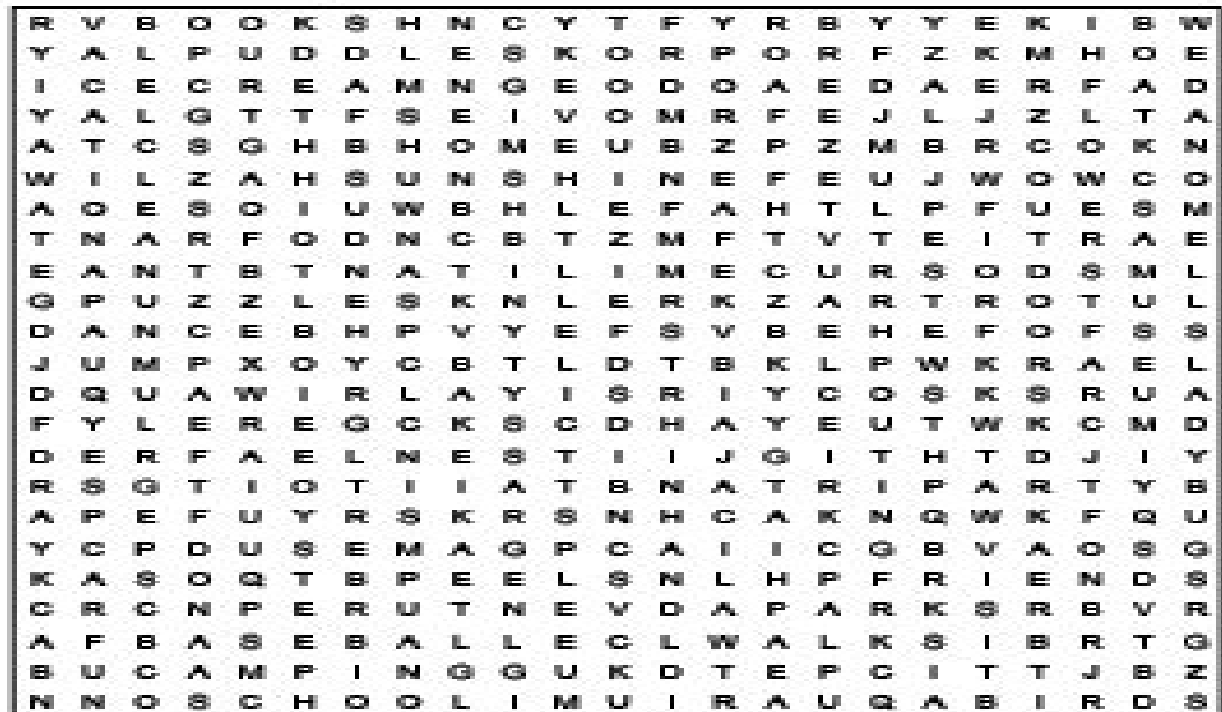 R V B O O K S H N C Y T F Y R B Y Y E K I B W
Y A L P U D D L E S K O R P O R F Z K M H O E
I C E C R E A M N G E O D O A E D A E R F A D
Y A L G T T F S E I V O M R F E J L J Z L T A
A T C S G H B H O M E U B Z P Z M B R C O K N
W I L Z A H S U N S H I N E F E U J W O W C O
A O E S O I U W B H L E F A H T L P F U E S M
T N A R F O D N C B T Z M F T V T E I T R A E
E A N T B T N A T I L I M E C U R S O D S M L
G P U Z Z L E S K N L E R K Z A R T R O T U L
D A N C E B H P V Y E F S V B E H E F O F S S
J U M P X O Y C B T L D T B K L P W K R A E L
D Q U A W I R L A Y I S R I Y C O S K S R U A
F Y L E R E G C K S C D H A Y E U T W K C M D
D E R F A E L N E S T I I J G I T H T D J I Y
R S G T I O T I I A T B N A T R I P A R T Y B
A P E F U Y R S K R S N H C A K N Q W K F Q U
Y C P D U S E M A G P C A I I C G B V A O S G
K A S O Q T B P E E L S N L H P F R I E N D S
C R C N P E R U T N E V D A P A R K S R B V R
A F B A S E B A L L E C L W A L K S I B R T G
B U C A M P I N G G U K D T E P C I T T J B Z
N N O S C H O O L I M U I R A U Q A B I R D S